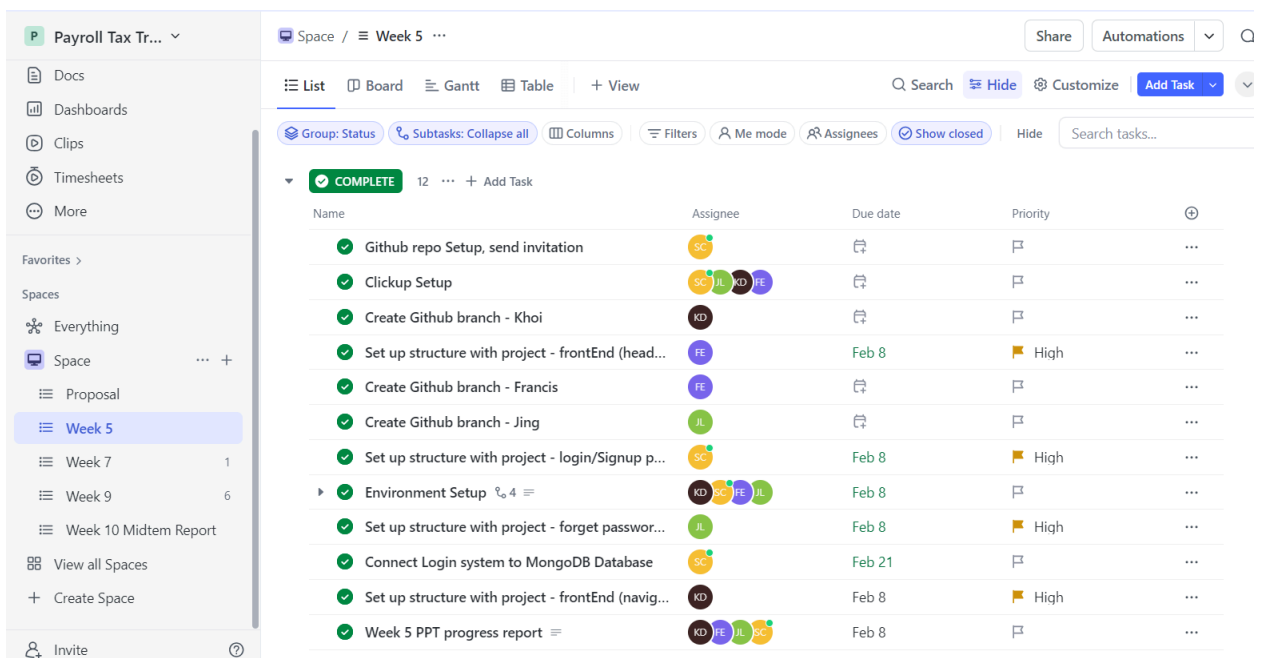 P Payroll Tax Tr...
Docs
Dashboards
Clips
Timesheets
More
Favorites
Spaces
Everything
Space
Proposal
Week 5
Week 7 1
Week 9 6
Week 10 Midtem Report
View all Spaces
Create Space
Invite
Space / Week 5 ...
Share Automations
List Board Gantt Table + View Search Hide Customize Add Task
Group: Status Subtasks: Collapse all Columns Filters Me mode Assignees Show closed Hide Search tasks...
COMPLETE 12 ... + Add Task
Name Assignee Due date Priority
Github repo Setup, send invitation SC
Clickup Setup SC JL KD FE
Create Github branch - Khoi KD
Set up structure with project - frontEnd (head... FE Feb 8 High
Create Github branch - Francis FE
Create Github branch - Jing JL
Set up structure with project - login/Signup p... SC Feb 8 High
Environment Setup 4 KD SC FE JL Feb 8
Set up structure with project - forget passwor... JL Feb 8 High
Connect Login system to MongoDB Database SC Feb 21
Set up structure with project - frontEnd (navig... KD Feb 8 High
Week 5 PPT progress report KD FE JL SC Feb 8